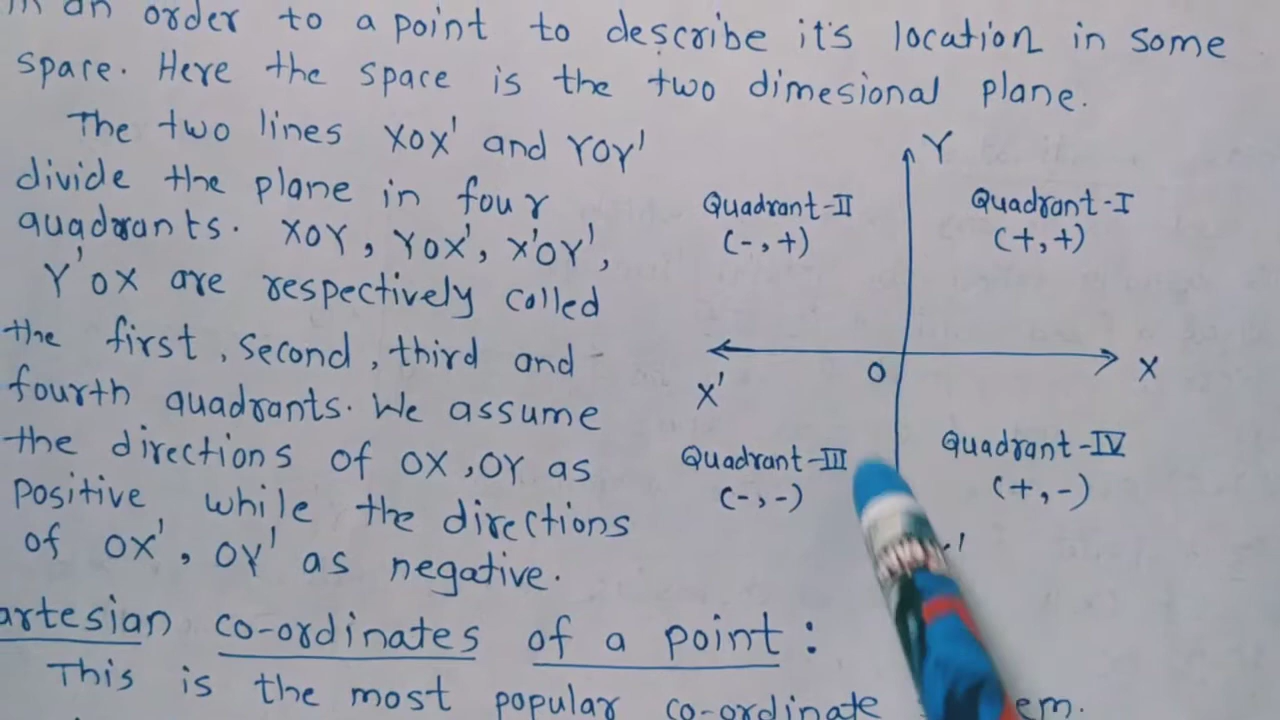 in an order to a point to describe it's location in some
space. Here the space is the two dimesional plane.
The two lines XOX' and YOY'
divide the plane in four
quadrants. XOY, YOX', X'OY',
Y'OX are respectively called
the first, second, third and
fourth quadrants. We assume
the directions of OX, OY as
positive while the directions
of OX', OY' as negative.
Y
Quadrant-II
(-,+)
Quadrant-I
(+,+)
X'
O
X
Quadrant-III
(-,-)
Quadrant-IV
(+,-)
artesian co-ordinates of a point:
This is the most popular co-ordinate